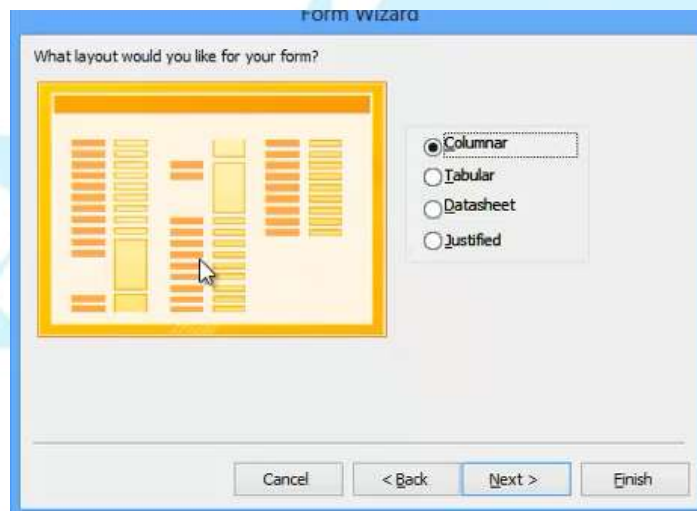 Form Wizard
What layout would you like for your form?
Columnar
Tabular
Datasheet
Justified
Cancel
< Back
Next >
Finish